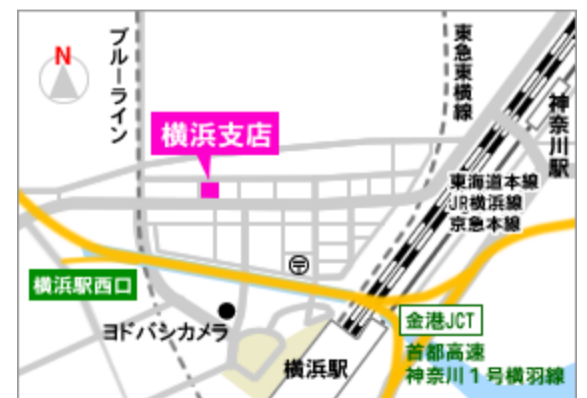 N
ブルーライン
東急東横線
神奈川駅
横浜支店
東海道本線
JR横浜線
京急本線
〒
横浜駅西口
ヨドバシカメラ
金港JCT
横浜駅
首都高速
神奈川1号横羽線